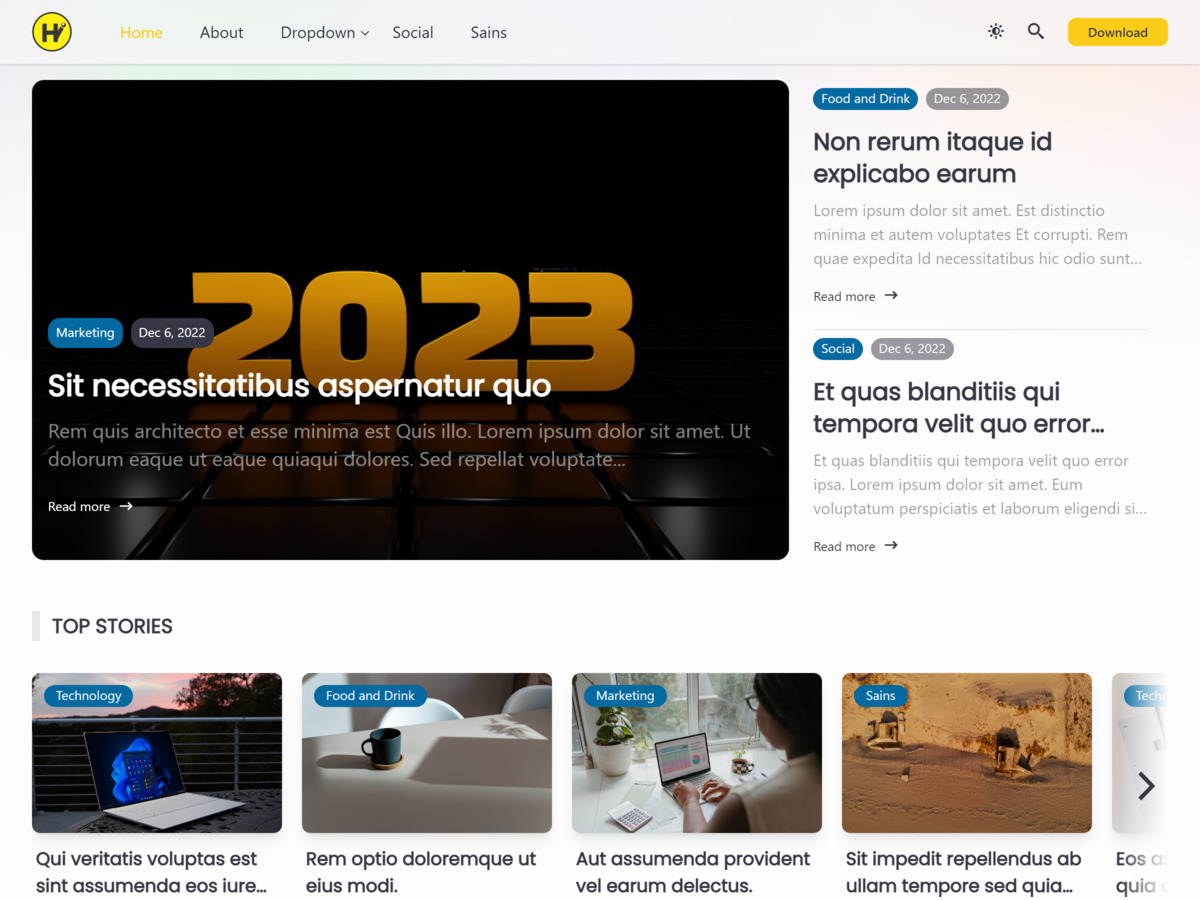 H
Home
About
Dropdown
Social
Sains
Download
2023
Marketing
Dec 6, 2022
Sit necessitatibus aspernatur quo
Rem quis architecto et esse minima est Quis illo. Lorem ipsum dolor sit amet. Ut
dolorum eaque ut eaque quiaqui dolores. Sed repellat voluptate...
Read more
Food and Drink
Dec 6, 2022
Non rerum itaque id
explicabo earum
Lorem ipsum dolor sit amet. Est distinctio
minima et autem voluptates Et corrupti. Rem
quae expedita Id necessitatibus hic odio sunt...
Read more
Social
Dec 6, 2022
Et quas blanditiis qui
tempora velit quo error...
Et quas blanditiis qui tempora velit quo error
ipsa. Lorem ipsum dolor sit amet. Eum
voluptatum perspiciatis et laborum eligendi si...
Read more
TOP STORIES
Technology
Qui veritatis voluptas est
sint assumenda eos iure...
Food and Drink
Rem optio doloremque ut
eius modi.
Marketing
Aut assumenda provident
vel earum delectus.
Sains
Sit impedit repellendus ab
ullam tempore sed quia...
Eos
quia